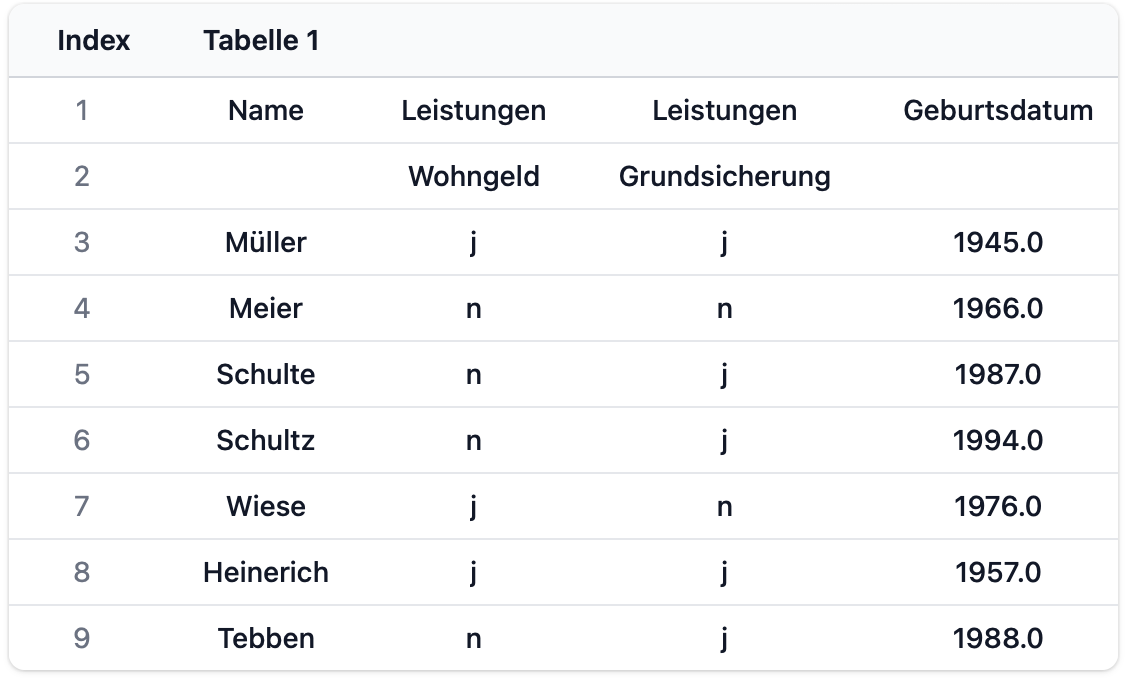 Index Tabelle 1
1 Name Leistungen Leistungen Geburtsdatum
2 Wohngeld Grundsicherung
3 Müller j j 1945.0
4 Meier n n 1966.0
5 Schulte n j 1987.0
6 Schultz n j 1994.0
7 Wiese j n 1976.0
8 Heinerich j j 1957.0
9 Tebben n j 1988.0